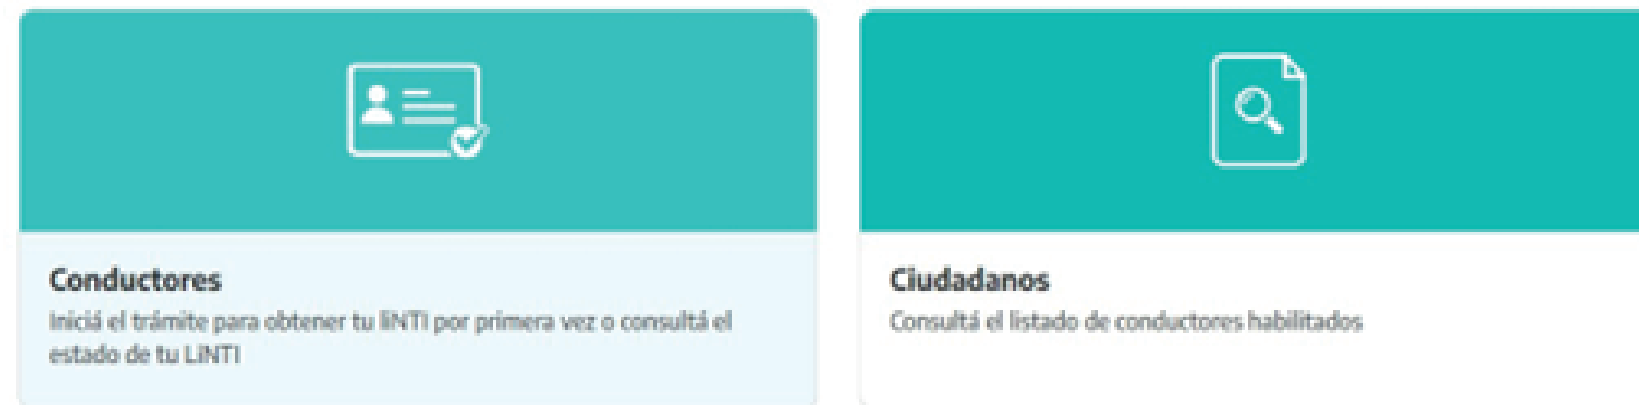 Conductores
Iniciá el trámite para obtener tu liNTI por primera vez o consultá el
estado de tu LiNTI
Ciudadanos
Consultá el listado de conductores habilitados